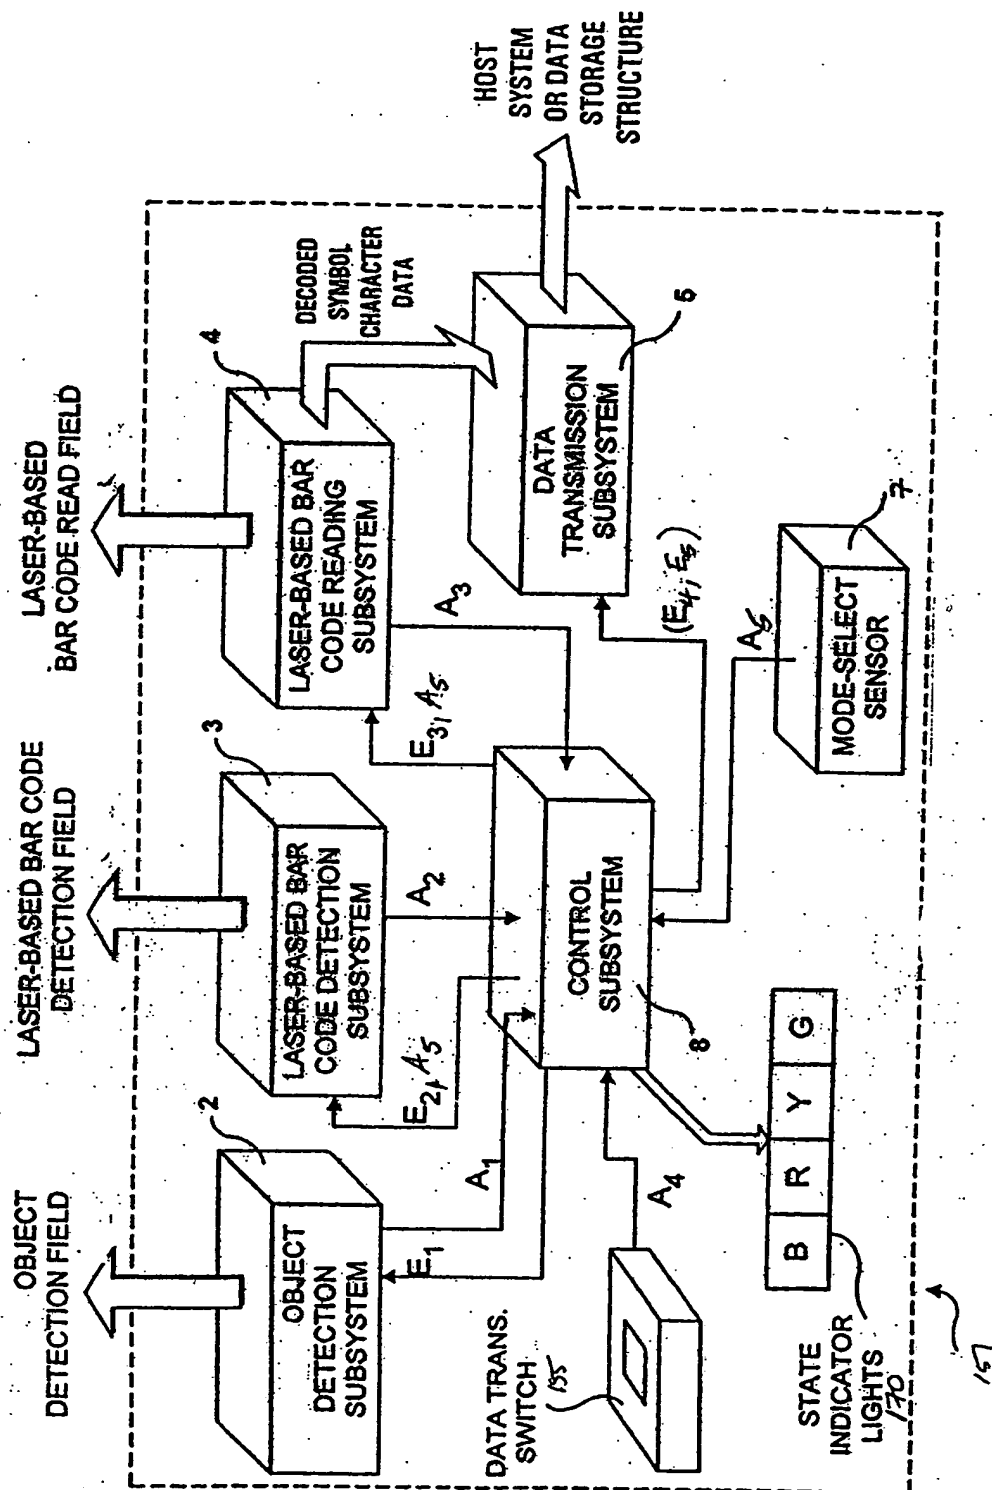 OBJECT
DETECTION FIELD
LASER-BASED BAR CODE
DETECTION FIELD
LASER-BASED
BAR CODE READ FIELD
2
OBJECT
DETECTION
SUBSYSTEM
3
LASER-BASED BAR
CODE DETECTION
SUBSYSTEM
4
LASER-BASED BAR
CODE READING
SUBSYSTEM
DECODED
SYMBOL
CHARACTER
DATA
HOST
SYSTEM
OR DATA
STORAGE
STRUCTURE
E1
A1
E2, A5
A2
E3, A5
A3
DATA
TRANSMISSION
SUBSYSTEM
5
CONTROL
SUBSYSTEM
8
(E4, E5)
DATA TRANS.
SWITCH 155
A4
A6
MODE-SELECT
SENSOR
7
B R Y G
STATE
INDICATOR
LIGHTS
170
151